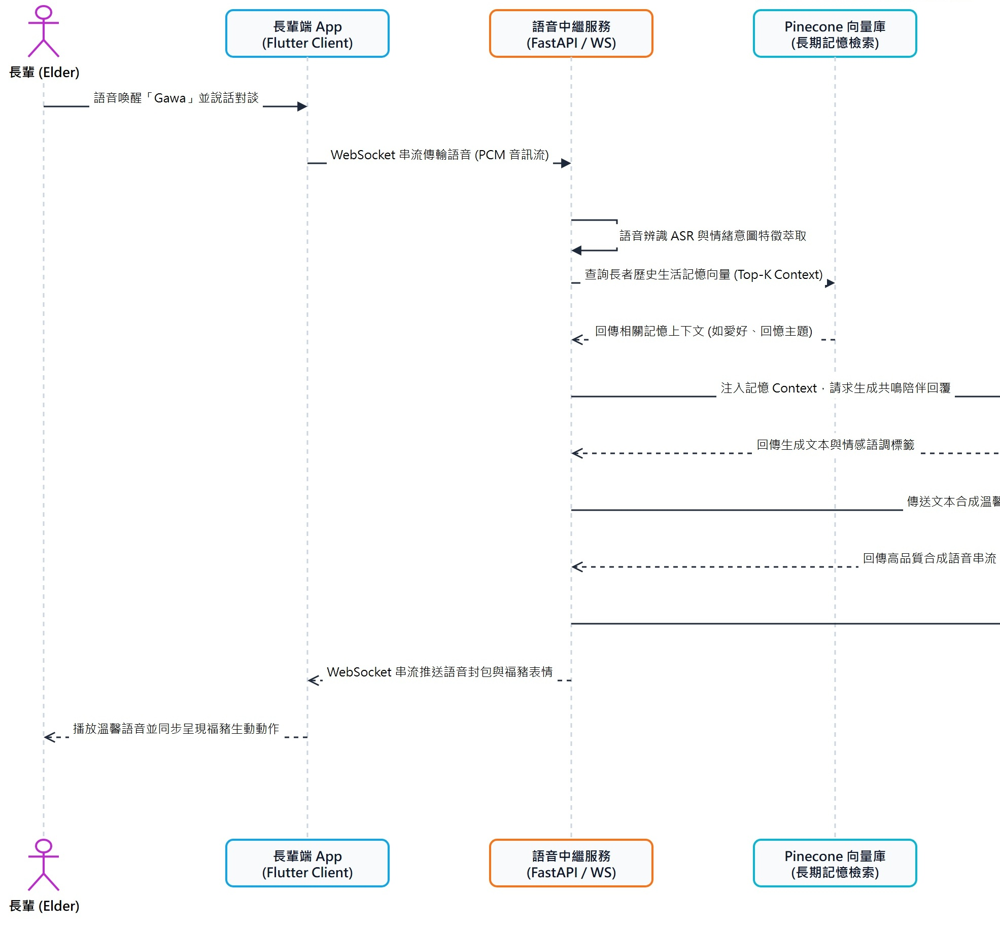 長輩 (Elder)
長輩端 App
(Flutter Client)
語音中繼服務
(FastAPI / WS)
Pinecone 向量庫
(長期記憶檢索)
語音喚醒「Gawa」並說話對談
WebSocket 串流傳輸語音 (PCM 音訊流)
語音辨識 ASR 與情緒意圖特徵萃取
查詢長者歷史生活記憶向量 (Top-K Context)
回傳相關記憶上下文 (如愛好、回憶主題)
注入記憶 Context，請求生成共鳴陪伴回覆
回傳生成文本與情感語調標籤
傳送文本合成溫馨
回傳高品質合成語音串流
WebSocket 串流推送語音封包與福豬表情
播放溫馨語音並同步呈現福豬生動動作
長輩端 App
(Flutter Client)
語音中繼服務
(FastAPI / WS)
Pinecone 向量庫
(長期記憶檢索)
長輩 (Elder)